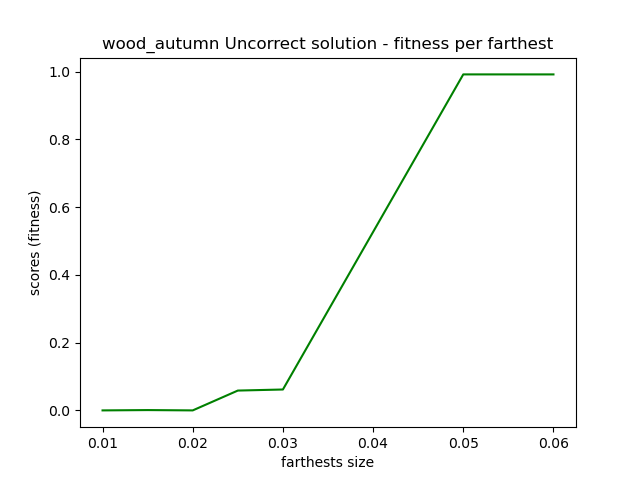 wood_autumn Uncorrect solution - fitness per farthest
1.0
0.8
0.6
0.4
0.2
0.0
scores (fitness)
0.01 0.02 0.03 0.04 0.05 0.06
farthests size